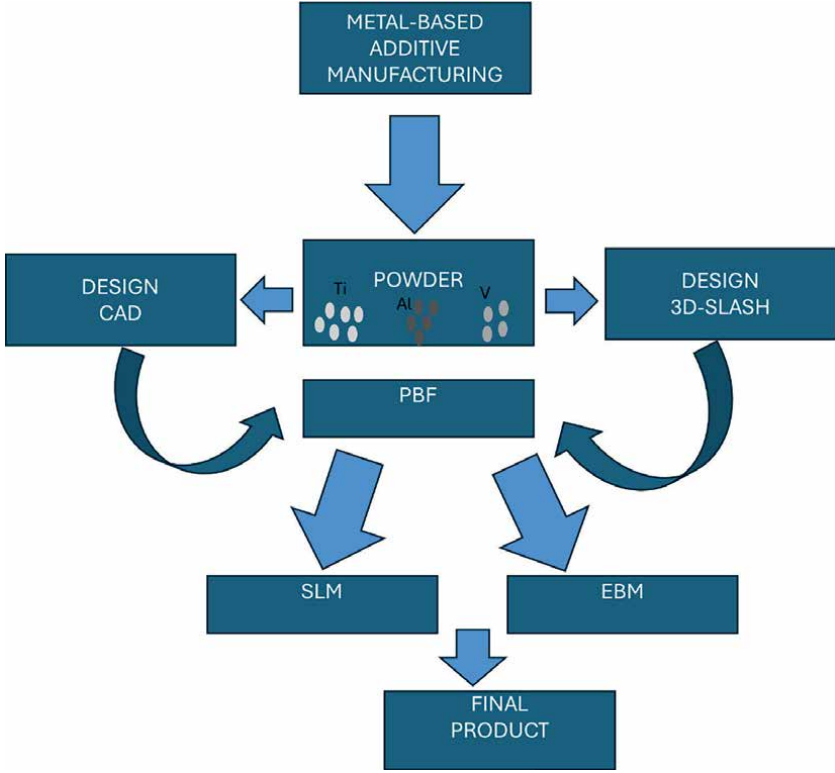 METAL-BASED
ADDITIVE
MANUFACTURING
POWDER
Ti
Al
V
DESIGN
CAD
DESIGN
3D-SLASH
PBF
SLM
EBM
FINAL
PRODUCT